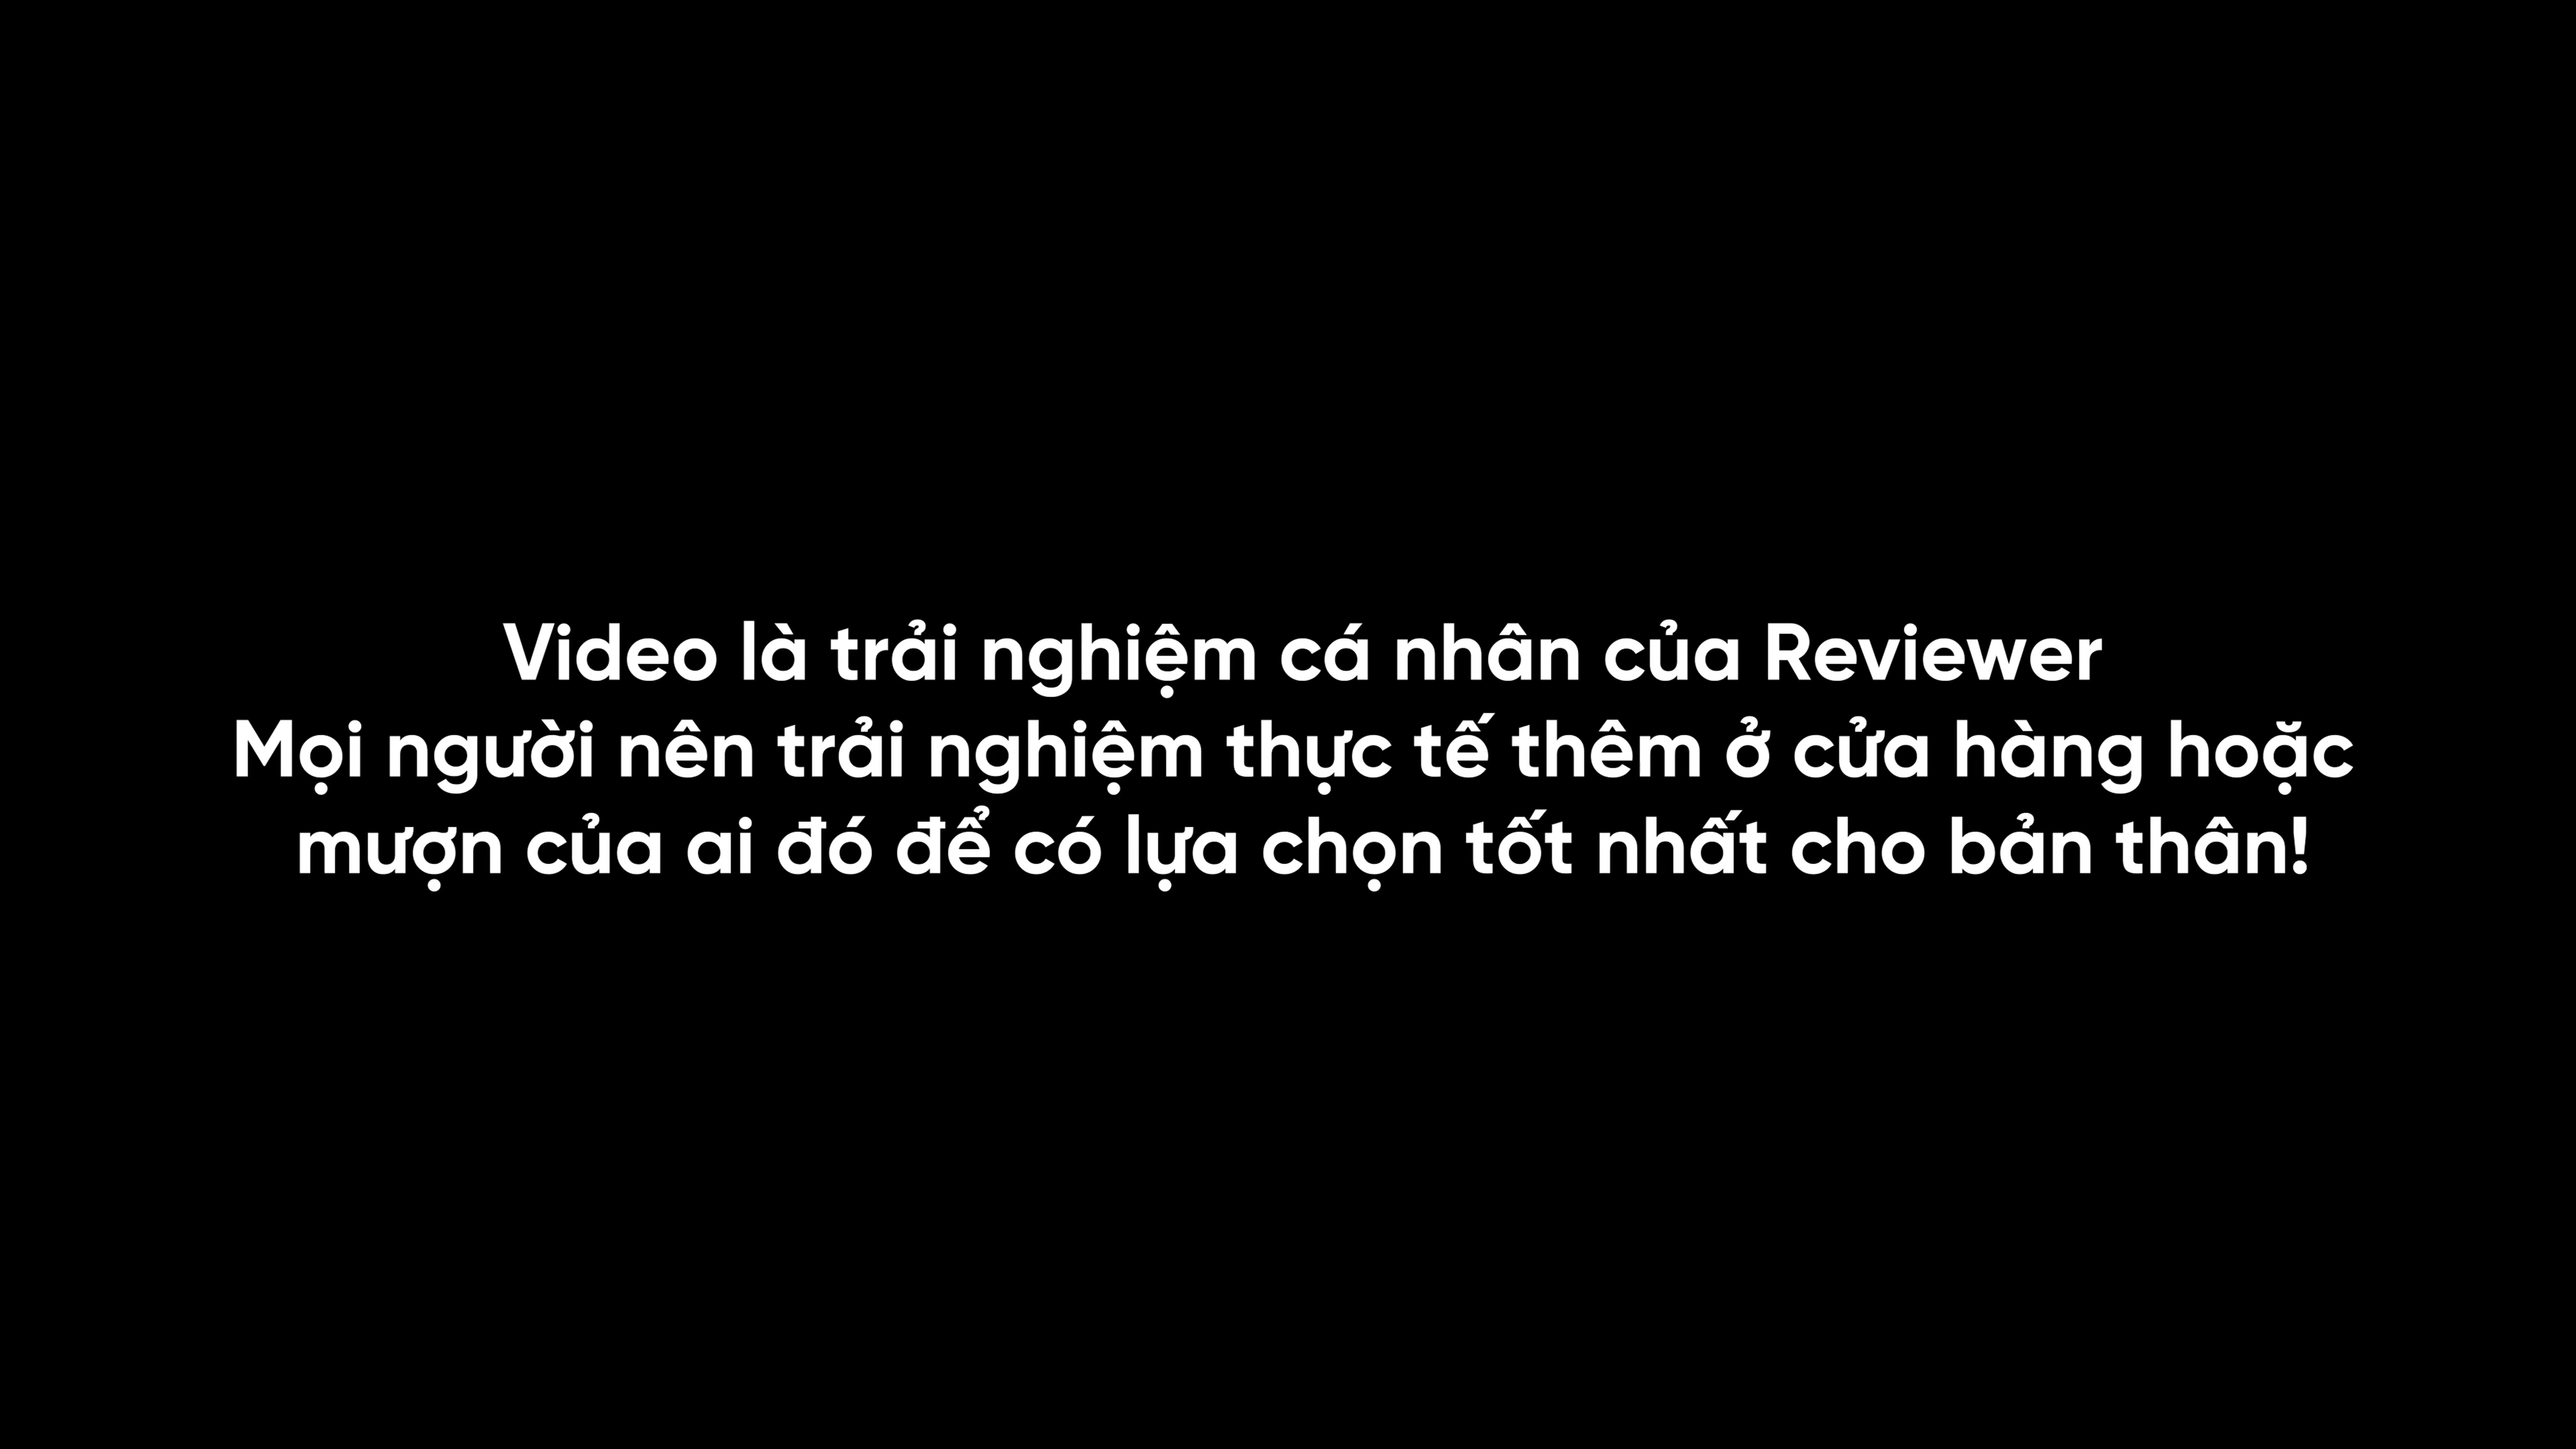 Video là trải nghiệm cá nhân của Reviewer
Mọi người nên trải nghiệm thực tế thêm ở cửa hàng hoặc
mượn của ai đó để có lựa chọn tốt nhất cho bản thân!